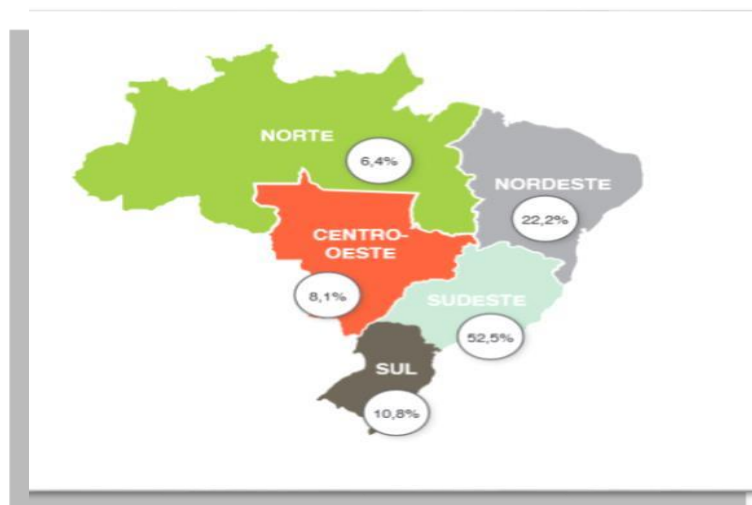 NORTE
6,4%
NORDESTE
22,2%
CENTRO-
OESTE
8,1%
SUDESTE
52,5%
SUL
10,8%